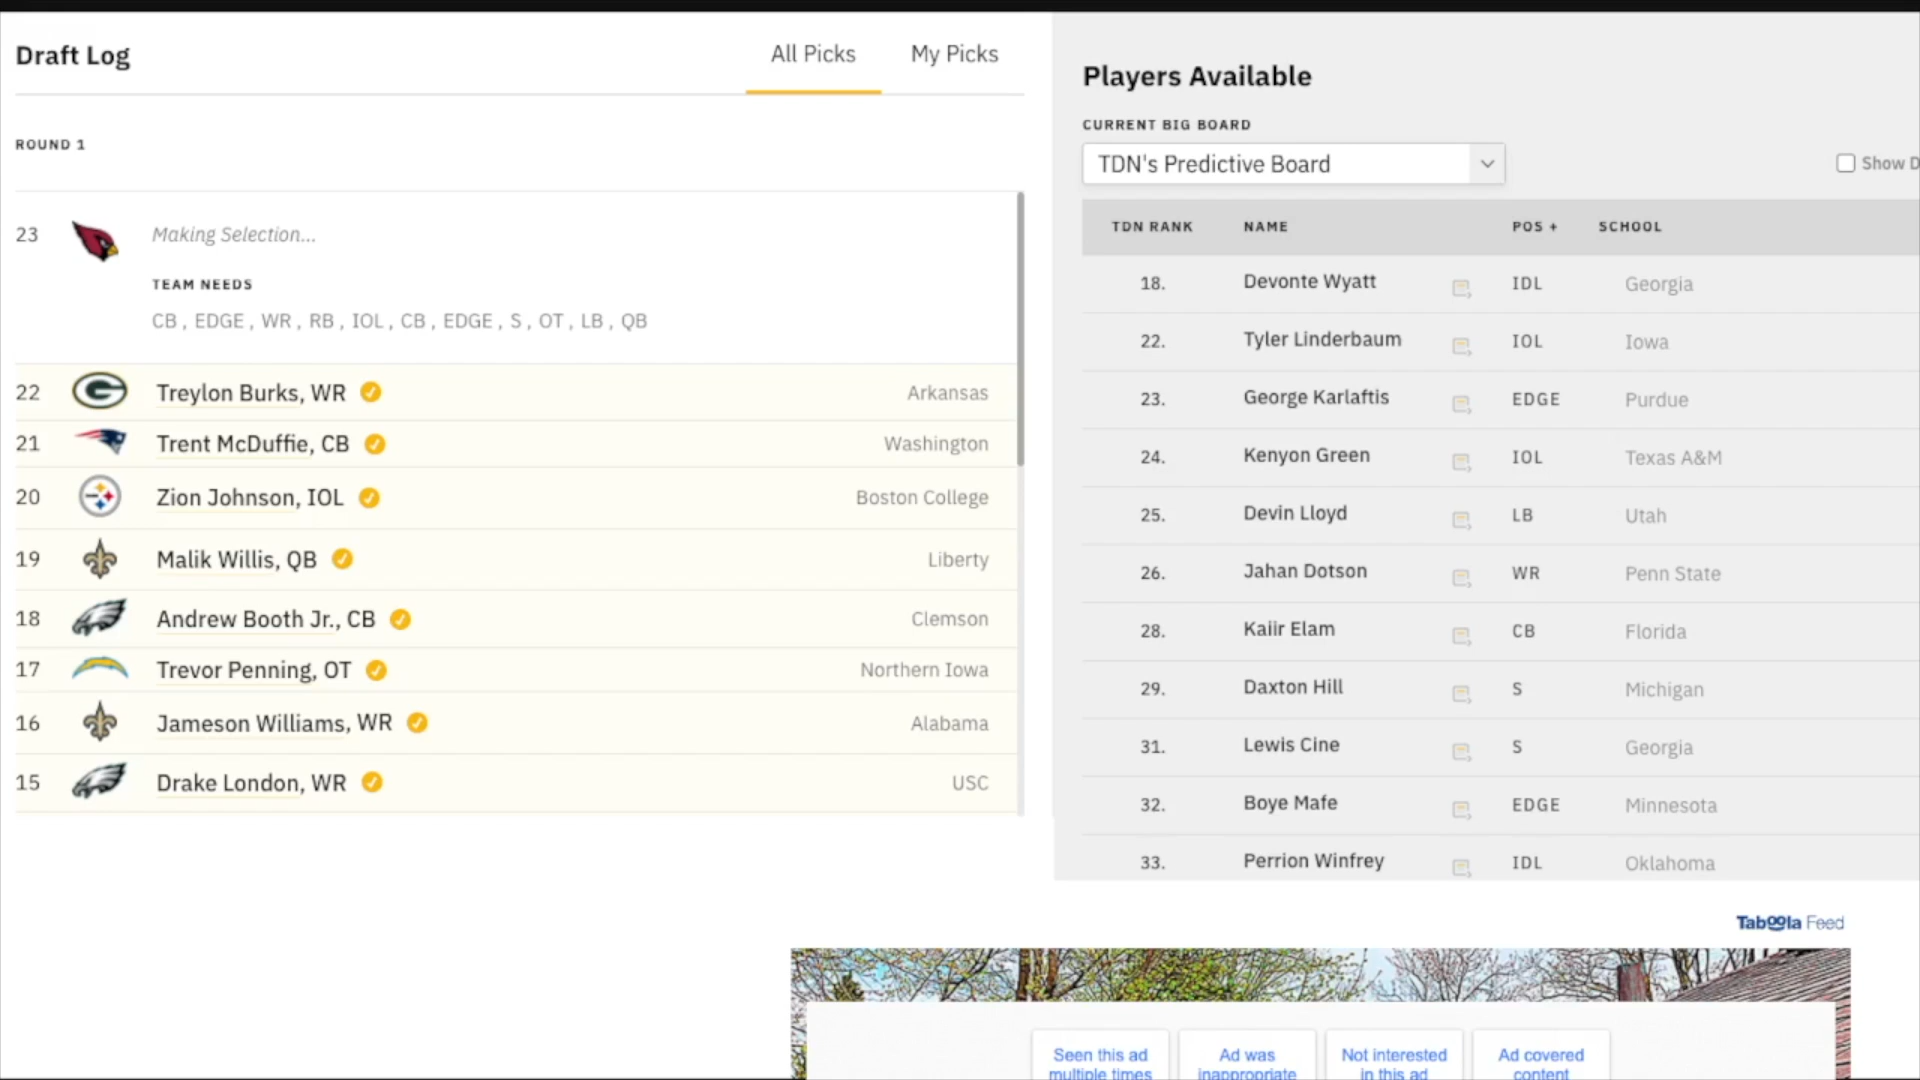 Draft Log
All Picks
My Picks
ROUND 1
23
Making Selection...
TEAM NEEDS
CB , EDGE , WR , RB , IOL , CB , EDGE , S , OT , LB , QB
22 Treylon Burks, WR Arkansas
21 Trent McDuffie, CB Washington
20 Zion Johnson, IOL Boston College
19 Malik Willis, QB Liberty
18 Andrew Booth Jr., CB Clemson
17 Trevor Penning, OT Northern Iowa
16 Jameson Williams, WR Alabama
15 Drake London, WR USC
Players Available
CURRENT BIG BOARD
TDN's Predictive Board
Show D
TDN RANK NAME POS + SCHOOL
18. Devonte Wyatt IDL Georgia
22. Tyler Linderbaum IOL Iowa
23. George Karlaftis EDGE Purdue
24. Kenyon Green IOL Texas A&M
25. Devin Lloyd LB Utah
26. Jahan Dotson WR Penn State
28. Kaiir Elam CB Florida
29. Daxton Hill S Michigan
31. Lewis Cine S Georgia
32. Boye Mafe EDGE Minnesota
33. Perrion Winfrey IDL Oklahoma
Taboola Feed
Seen this ad
multiple times
Ad was
inappropriate
Not interested
in this ad
Ad covered
content